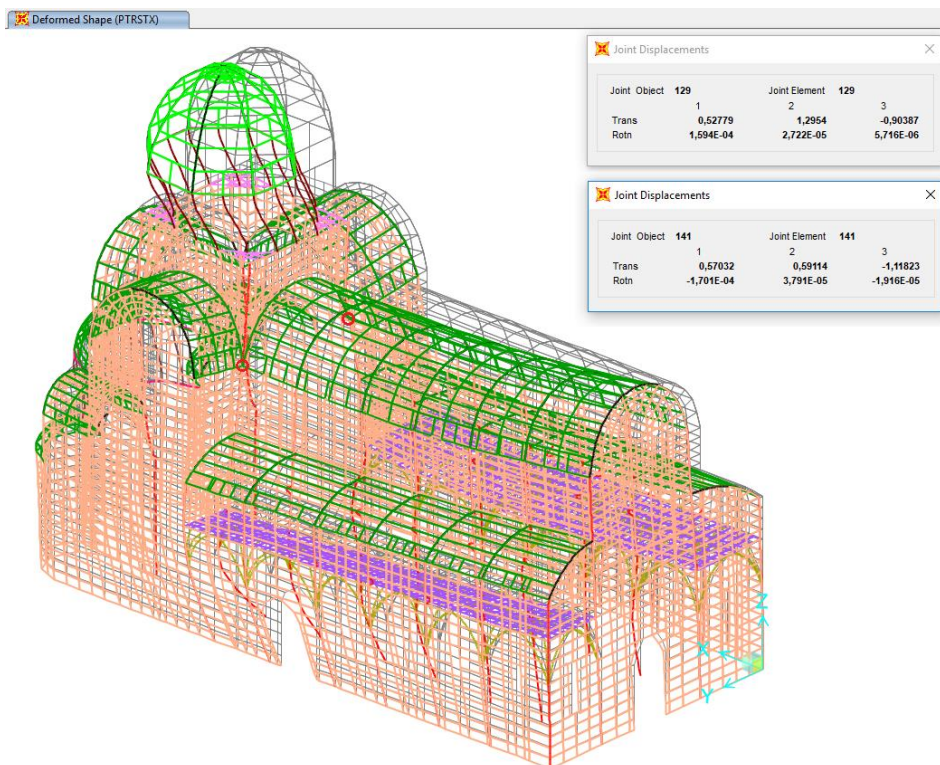 Deformed Shape (PTRSTX)
Joint Displacements
Joint Object 129 Joint Element 129
1 2 3
Trans 0,52779 1,2954 -0,90387
Rotn 1,594E-04 2,722E-05 5,716E-06
Joint Displacements
Joint Object 141 Joint Element 141
1 2 3
Trans 0,57032 0,59114 -1,11823
Rotn -1,701E-04 3,791E-05 -1,916E-05
Z
X
Y